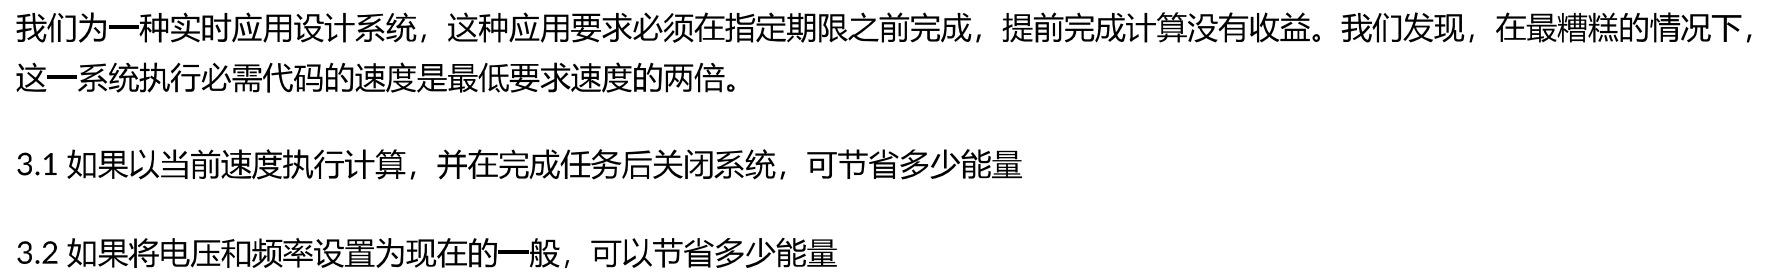 我们为一种实时应用设计系统，这种应用要求必须在指定期限之前完成，提前完成计算没有收益。我们发现，在最糟糕的情况下，
这一系统执行必需代码的速度是最低要求速度的两倍。
3.1 如果以当前速度执行计算，并在完成任务后关闭系统，可节省多少能量
3.2 如果将电压和频率设置为现在的一般，可以节省多少能量